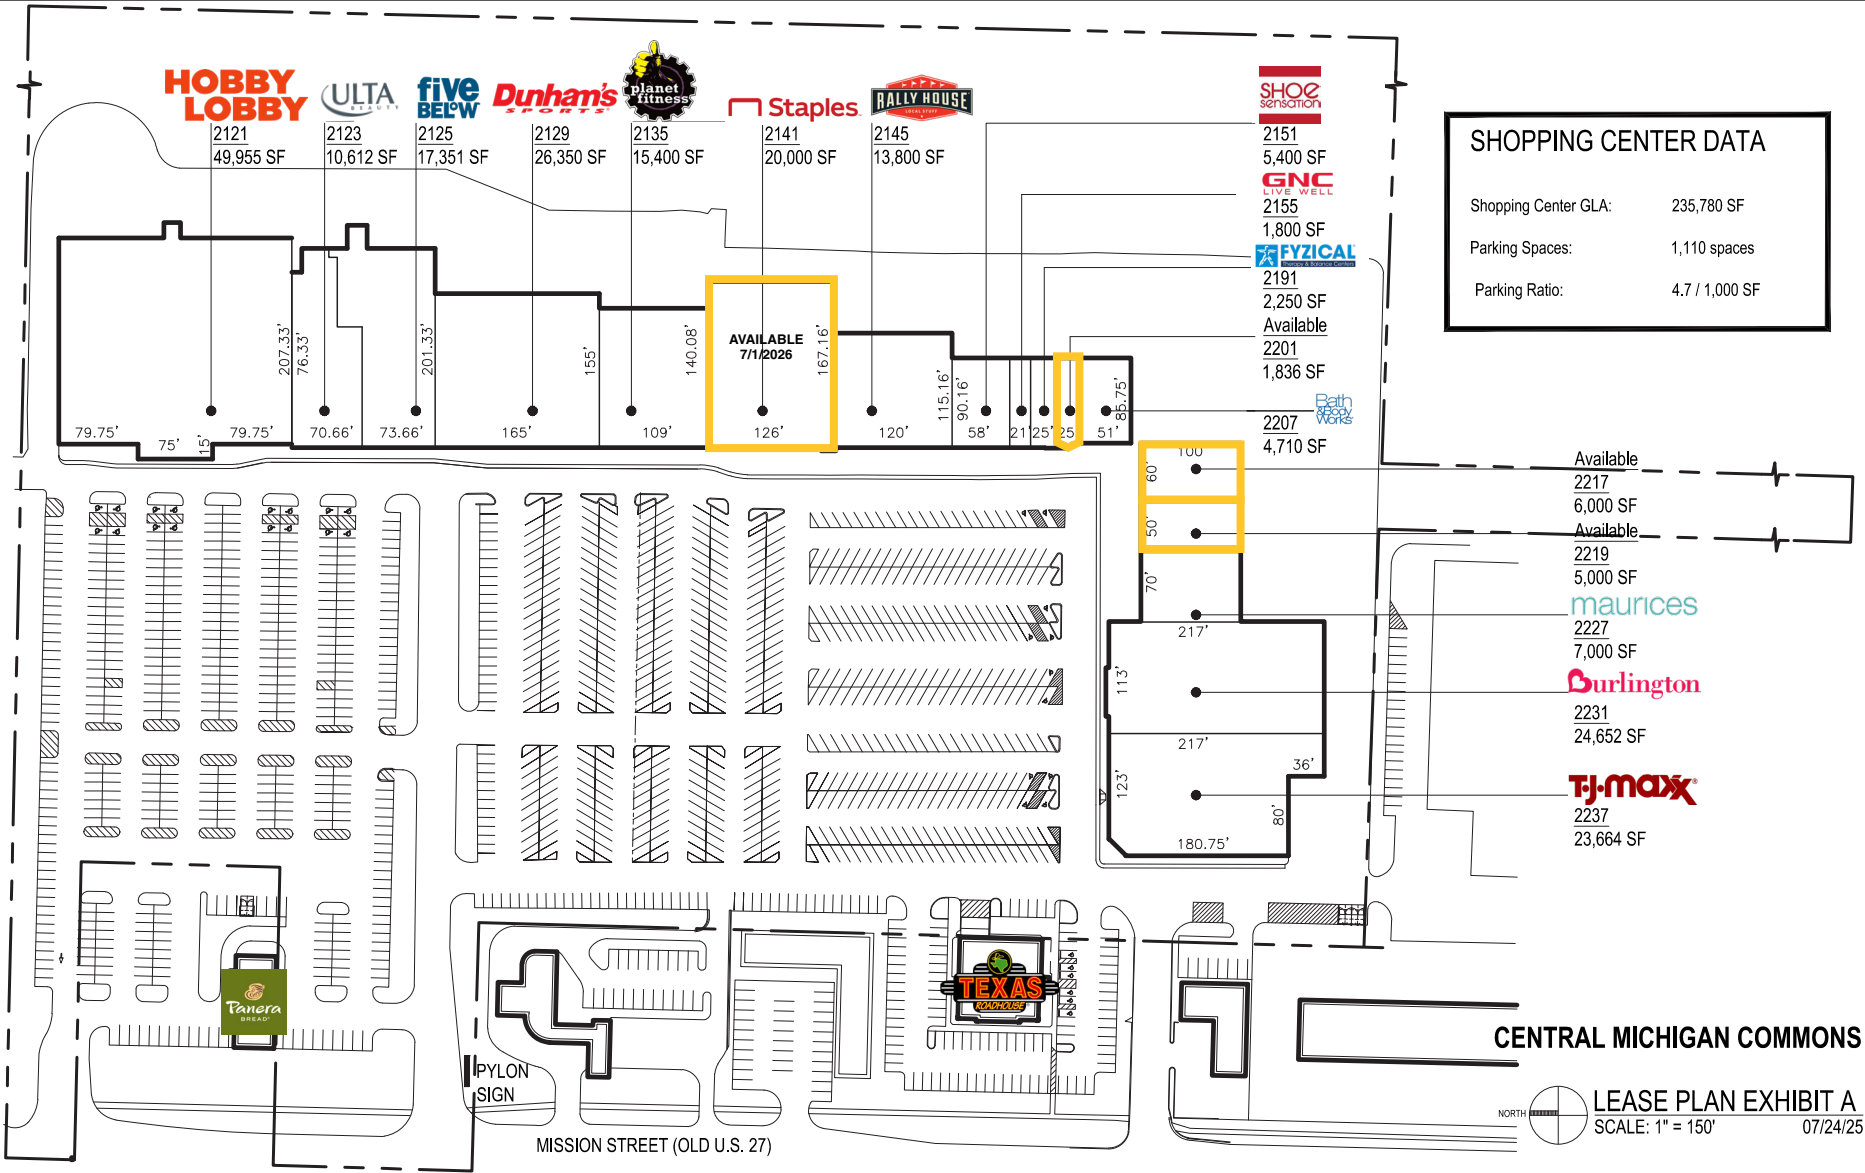 HOBBY
LOBBY
2121
49,955 SF
ULTA
BEAUTY
2123
10,612 SF
five
BELOW
2125
17,351 SF
Dunham's
SPORTS
2129
26,350 SF
planet
fitness
2135
15,400 SF
Staples
2141
20,000 SF
RALLY HOUSE
LOCAL STUFF
2145
13,800 SF
SHOE
sensation
2151
5,400 SF
GNC
LIVE WELL
2155
1,800 SF
FYZICAL
Therapy & Balance Centers
2191
2,250 SF
Available
2201
1,836 SF
Bath
&Body
Works
2207
4,710 SF
SHOPPING CENTER DATA
Shopping Center GLA: 235,780 SF
Parking Spaces: 1,110 spaces
Parking Ratio: 4.7 / 1,000 SF
AVAILABLE
7/1/2026
207.33'
76.33'
201.33'
155'
140.08'
167.16'
115.16'
90.16'
85.75'
79.75'
75'
15'
79.75'
70.66'
73.66'
165'
109'
126'
120'
58'
21'
25'
25'
51'
100'
60'
50'
70'
217'
113'
217'
36'
123'
80'
180.75'
Available
2217
6,000 SF
Available
2219
5,000 SF
maurices
2227
7,000 SF
Burlington
2231
24,652 SF
T·J·maxx
2237
23,664 SF
Panera
BREAD
TEXAS
ROADHOUSE
PYLON
SIGN
MISSION STREET (OLD U.S. 27)
CENTRAL MICHIGAN COMMONS
NORTH
LEASE PLAN EXHIBIT A
SCALE: 1" = 150' 07/24/25